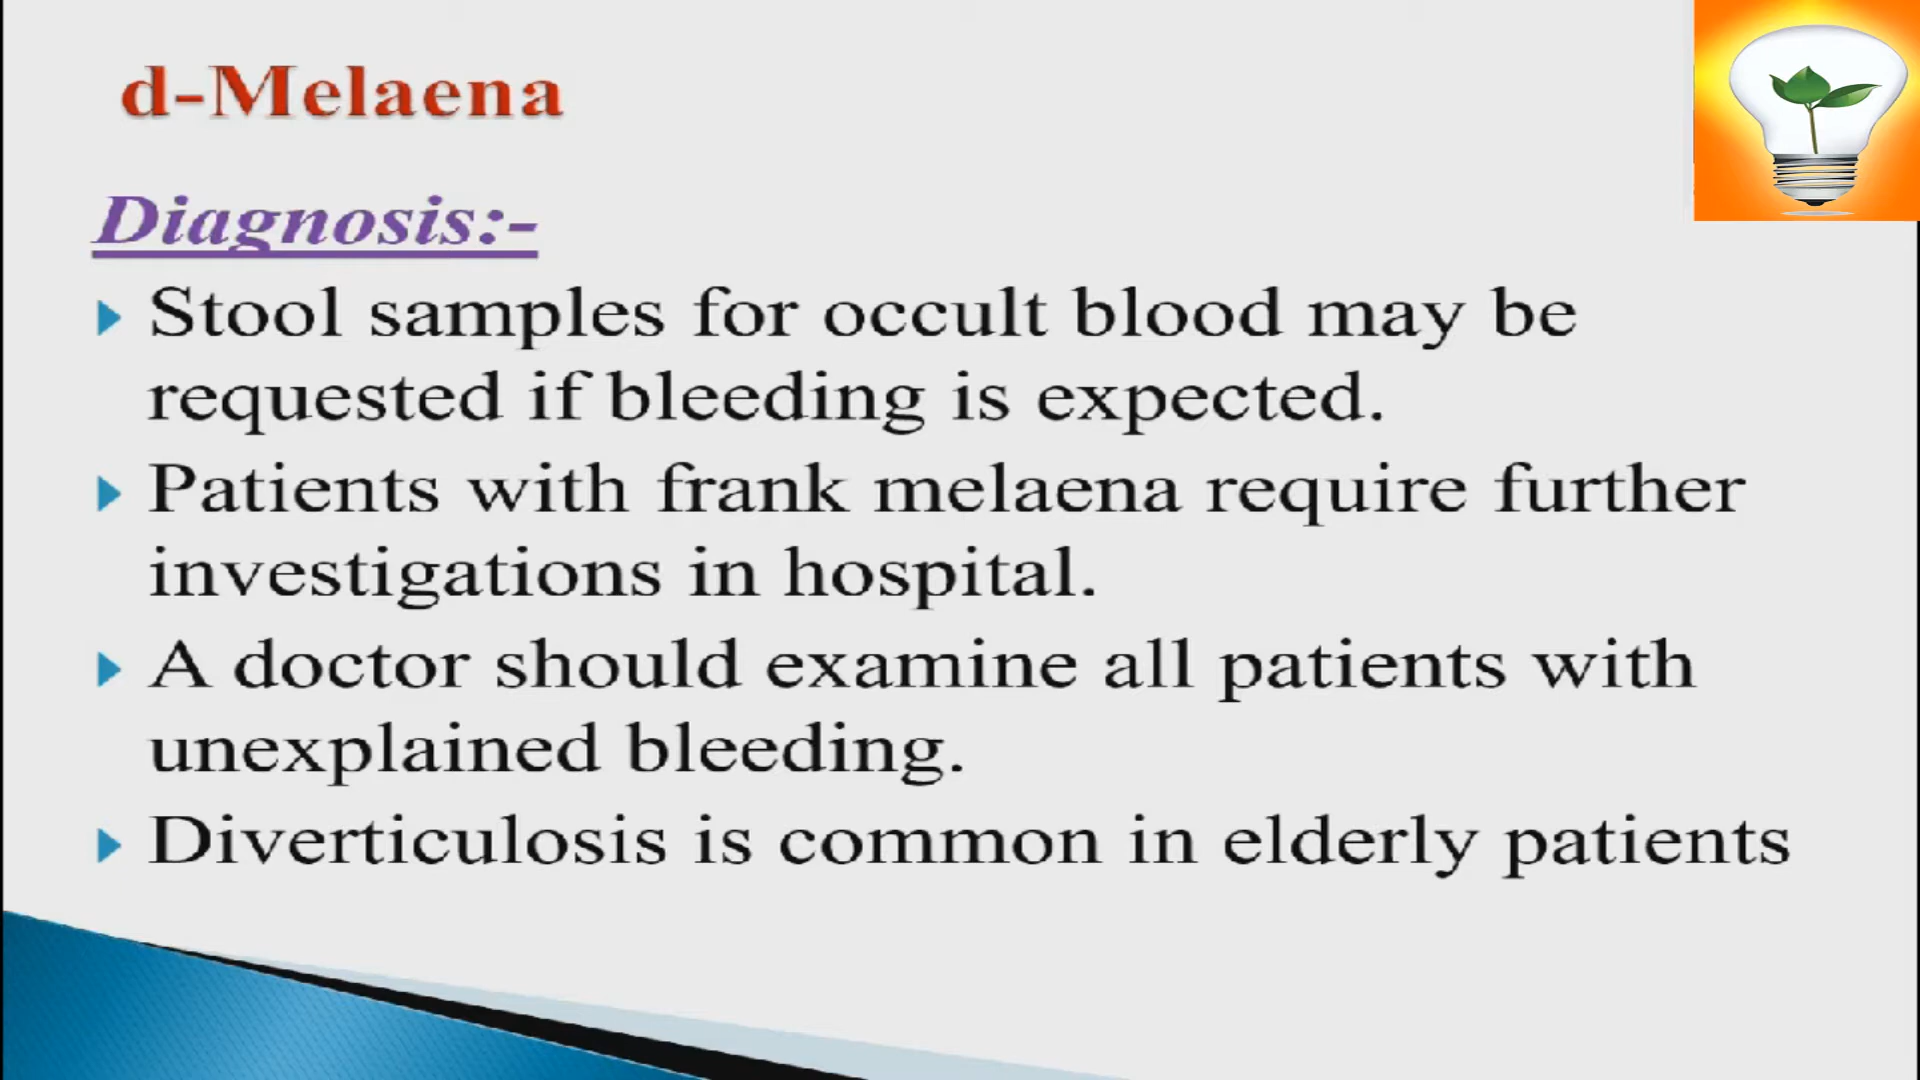 d-Melaena
Diagnosis:-
Stool samples for occult blood may be
requested if bleeding is expected.
Patients with frank melaena require further
investigations in hospital.
A doctor should examine all patients with
unexplained bleeding.
Diverticulosis is common in elderly patients